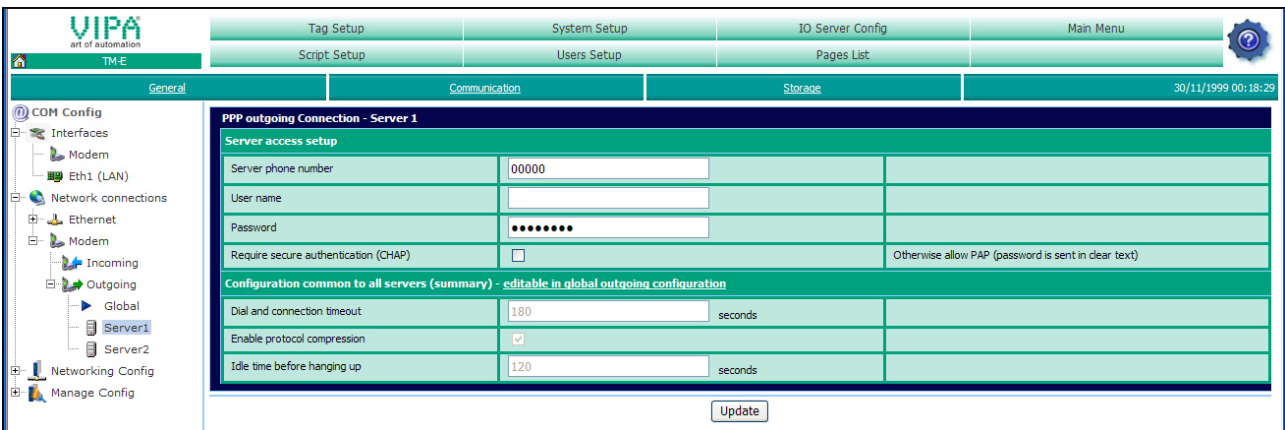 VIPA
art of automation
TM-E
Tag Setup System Setup IO Server Config Main Menu
Script Setup Users Setup Pages List
General Communication Storage 30/11/1999 00:18:29
COM Config
Interfaces
Modem
Eth1 (LAN)
Network connections
Ethernet
Modem
Incoming
Outgoing
Global
Server1
Server2
Networking Config
Manage Config
PPP outgoing Connection - Server 1
Server access setup
Server phone number 00000
User name
Password ••••••••
Require secure authentication (CHAP) Otherwise allow PAP (password is sent in clear text)
Configuration common to all servers (summary) - editable in global outgoing configuration
Dial and connection timeout 180 seconds
Enable protocol compression
Idle time before hanging up 120 seconds
Update